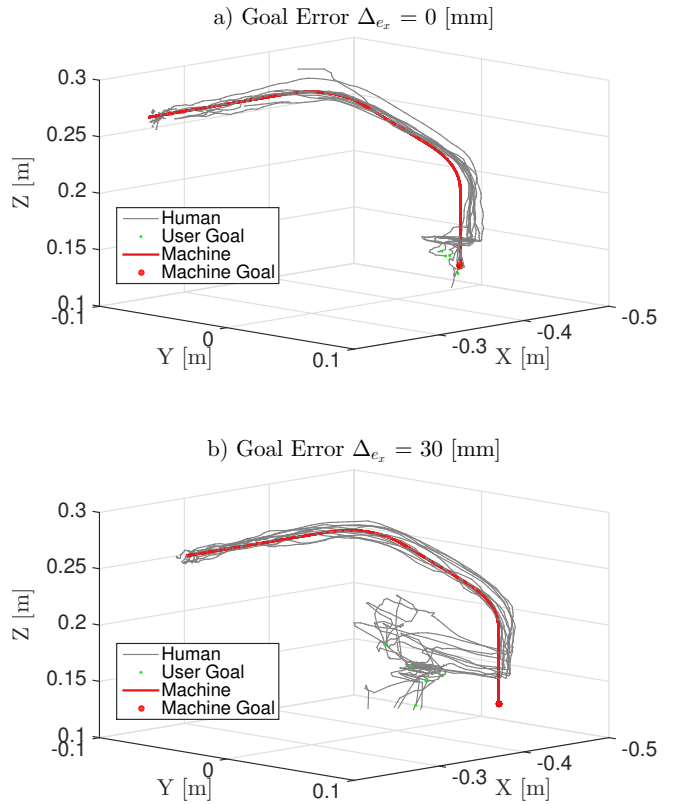 a) Goal Error Δ_{e_x} = 0 [mm]
0.3
0.25
0.2
0.15
0.1
Z [m]
Human
User Goal
Machine
Machine Goal
-0.1
0
0.1
Y [m]
-0.3
-0.4
-0.5
X [m]
b) Goal Error Δ_{e_x} = 30 [mm]
0.3
0.25
0.2
0.15
0.1
Z [m]
Human
User Goal
Machine
Machine Goal
-0.1
0
0.1
Y [m]
-0.3
-0.4
-0.5
X [m]